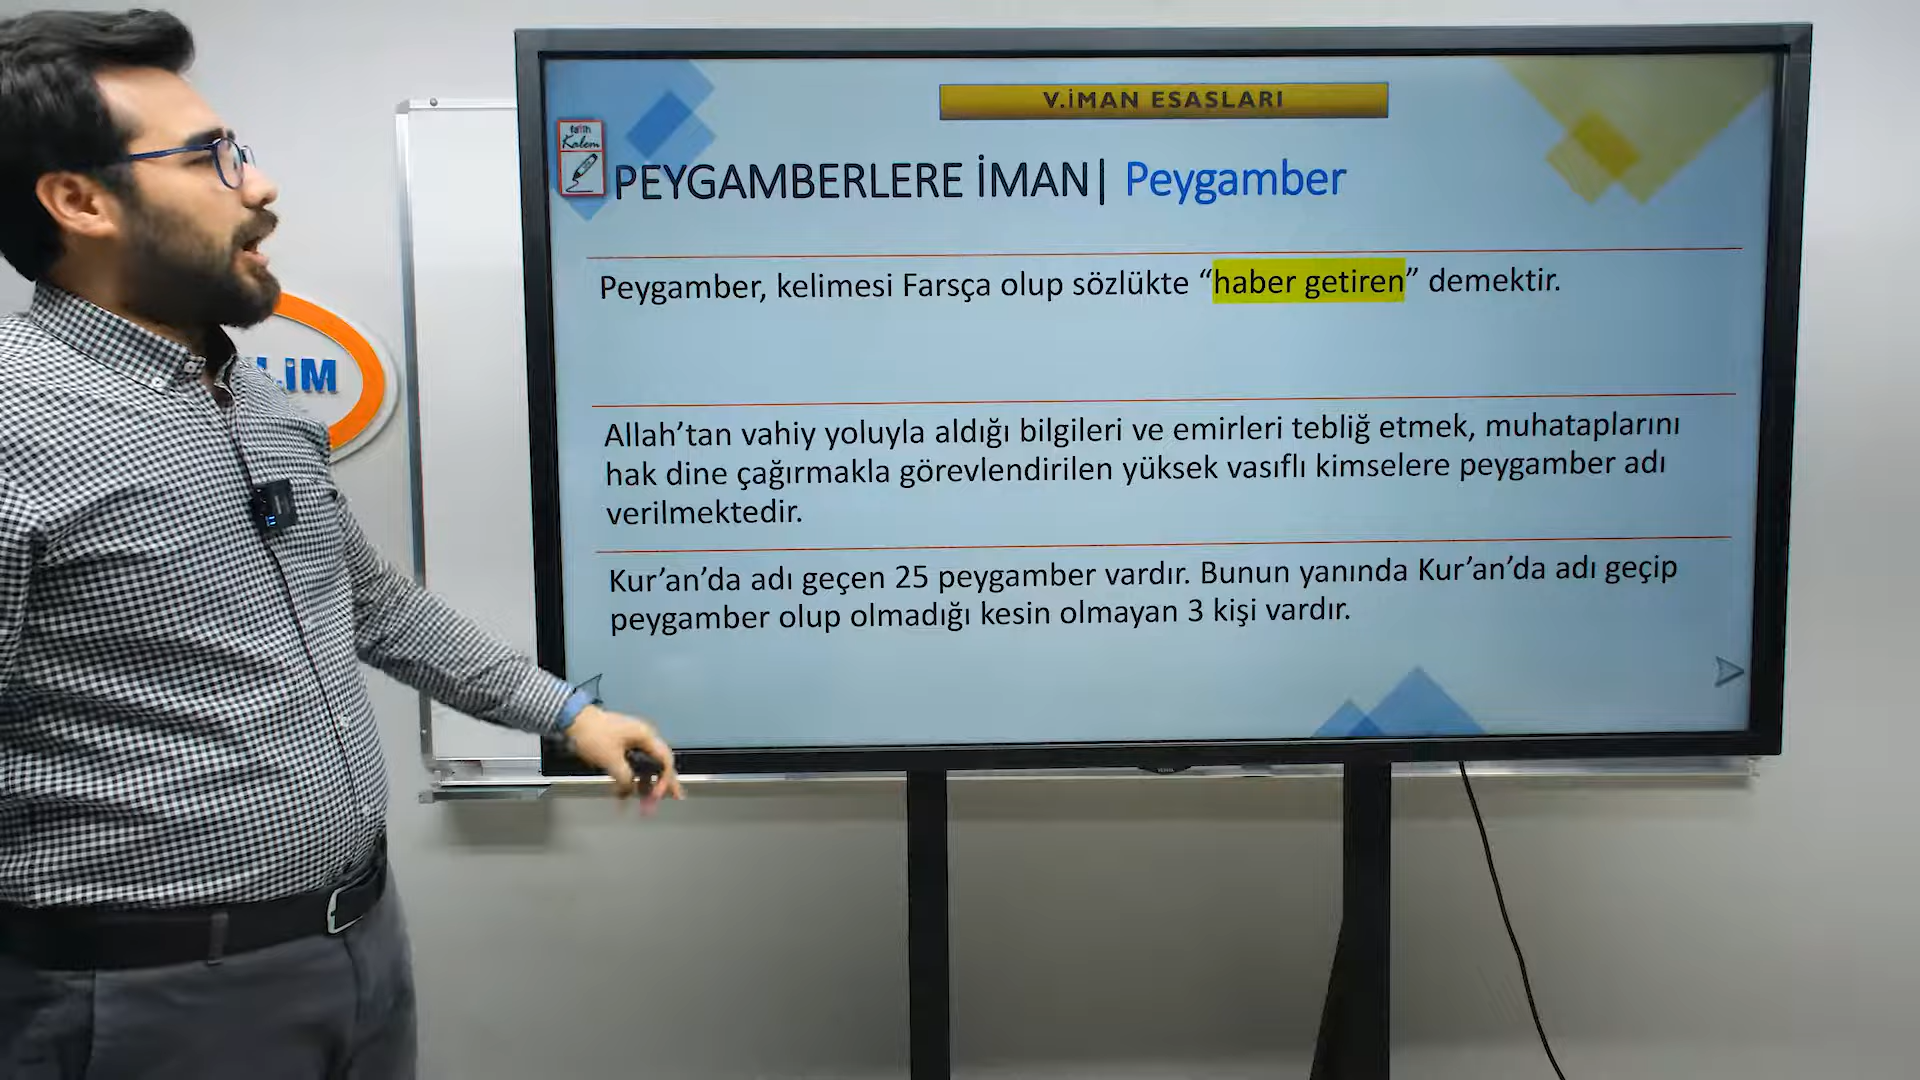 V.İMAN ESASLARI
fatih
Kalem
PEYGAMBERLERE İMAN| Peygamber
Peygamber, kelimesi Farsça olup sözlükte “haber getiren” demektir.
Allah’tan vahiy yoluyla aldığı bilgileri ve emirleri tebliğ etmek, muhataplarını
hak dine çağırmakla görevlendirilen yüksek vasıflı kimselere peygamber adı
verilmektedir.
Kur’an’da adı geçen 25 peygamber vardır. Bunun yanında Kur’an’da adı geçip
peygamber olup olmadığı kesin olmayan 3 kişi vardır.
LİM